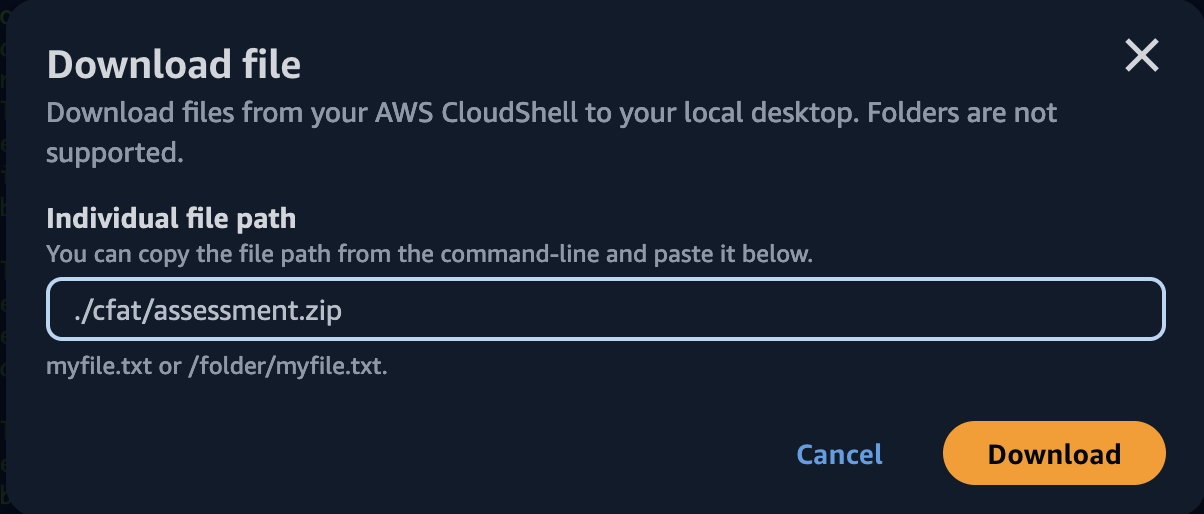 Download file
Download files from your AWS CloudShell to your local desktop. Folders are not
supported.
Individual file path
You can copy the file path from the command-line and paste it below.
./cfat/assessment.zip
myfile.txt or /folder/myfile.txt.
Cancel
Download